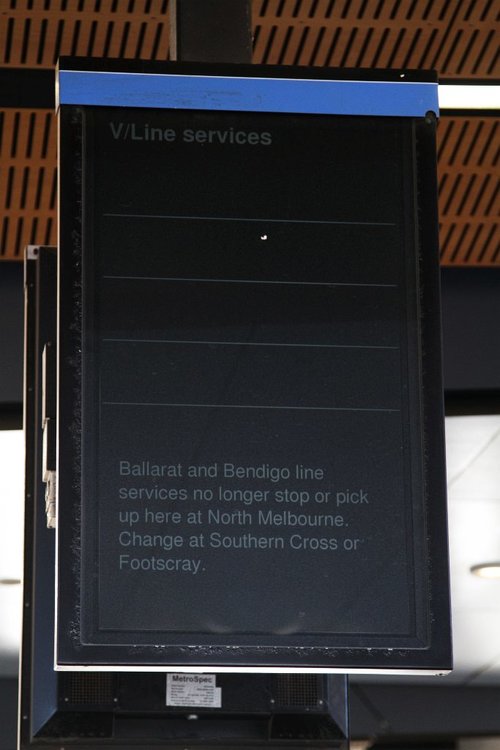 V/Line services
Ballarat and Bendigo line
services no longer stop or pick
up here at North Melbourne.
Change at Southern Cross or
Footscray.
MetroSpec